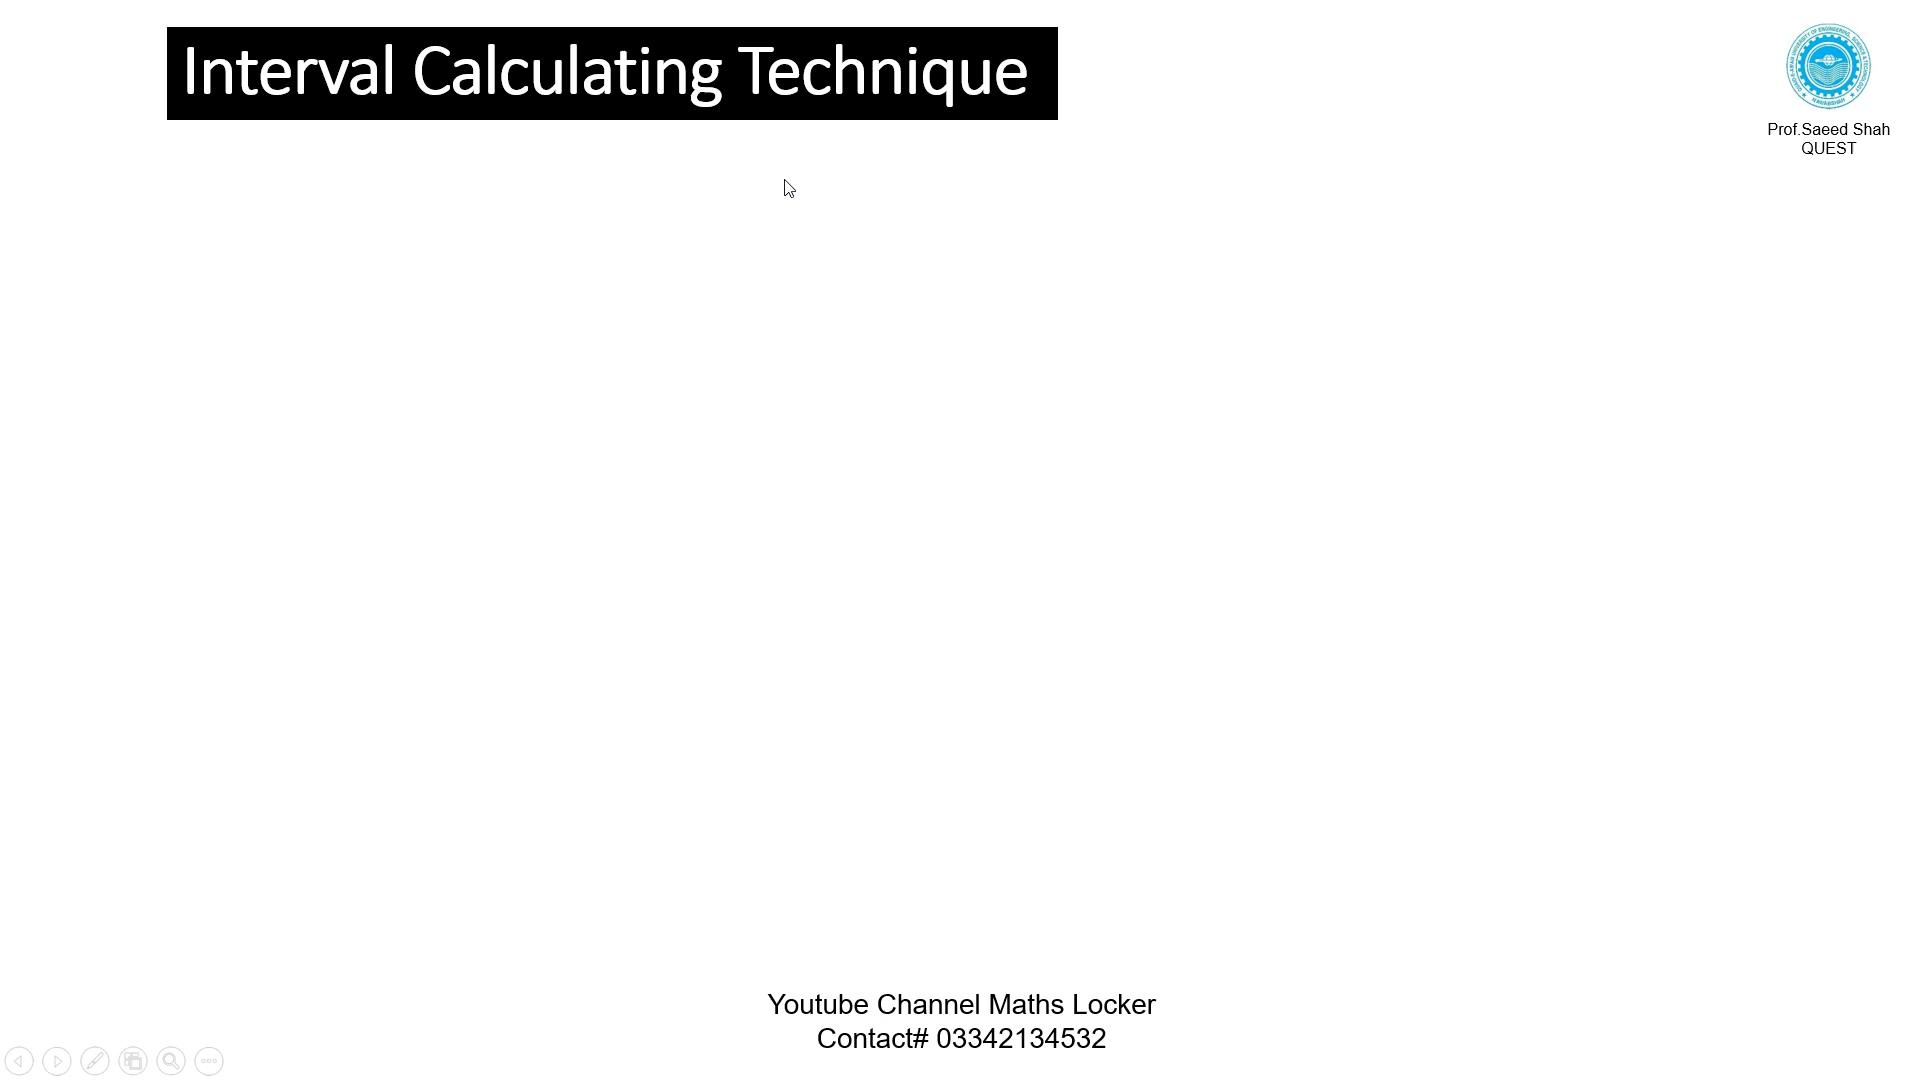 Interval Calculating Technique
Prof.Saeed Shah
QUEST
Youtube Channel Maths Locker
Contact# 03342134532